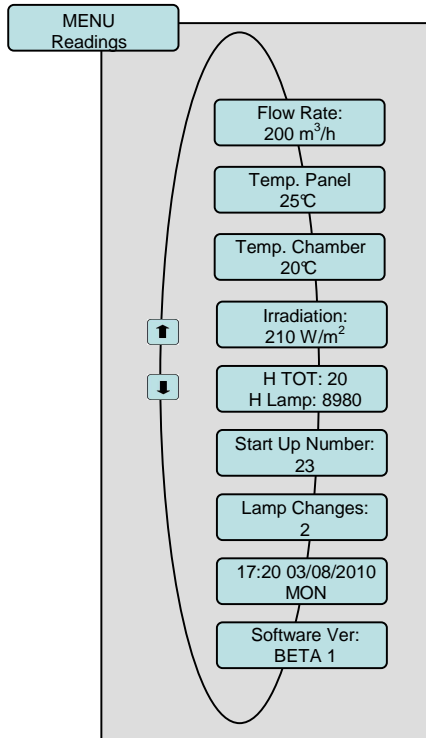 MENU
Readings
Flow Rate:
200 m³/h
Temp. Panel
25℃
Temp. Chamber
20℃
Irradiation:
210 W/m²
H TOT: 20
H Lamp: 8980
Start Up Number:
23
Lamp Changes:
2
17:20 03/08/2010
MON
Software Ver:
BETA 1